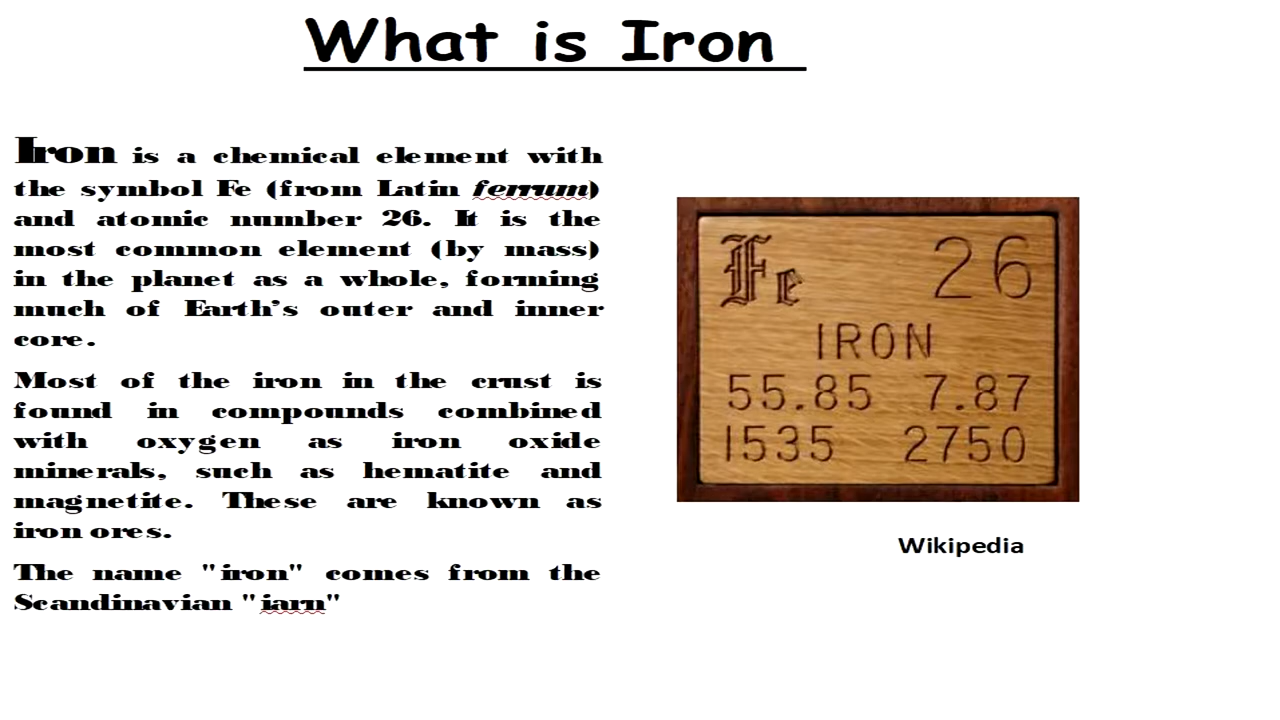 What is Iron
Iron is a chemical element with
the symbol Fe (from Latin ferrum)
and atomic number 26. It is the
most common element (by mass)
in the planet as a whole, forming
much of Earth's outer and inner
core.
Most of the iron in the crust is
found in compounds combined
with oxygen as iron oxide
minerals, such as hematite and
magnetite. These are known as
iron ores.
The name "iron" comes from the
Scandinavian "iarn"
Fe 26
IRON
55.85 7.87
1535 2750
Wikipedia